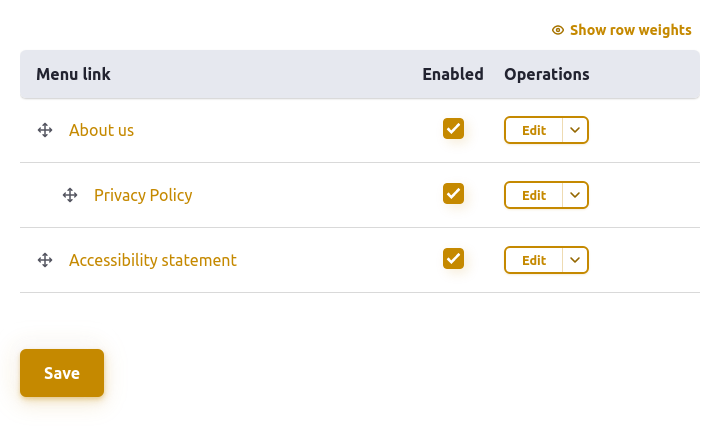 Show row weights
Menu link Enabled Operations
About us Edit
Privacy Policy Edit
Accessibility statement Edit
Save